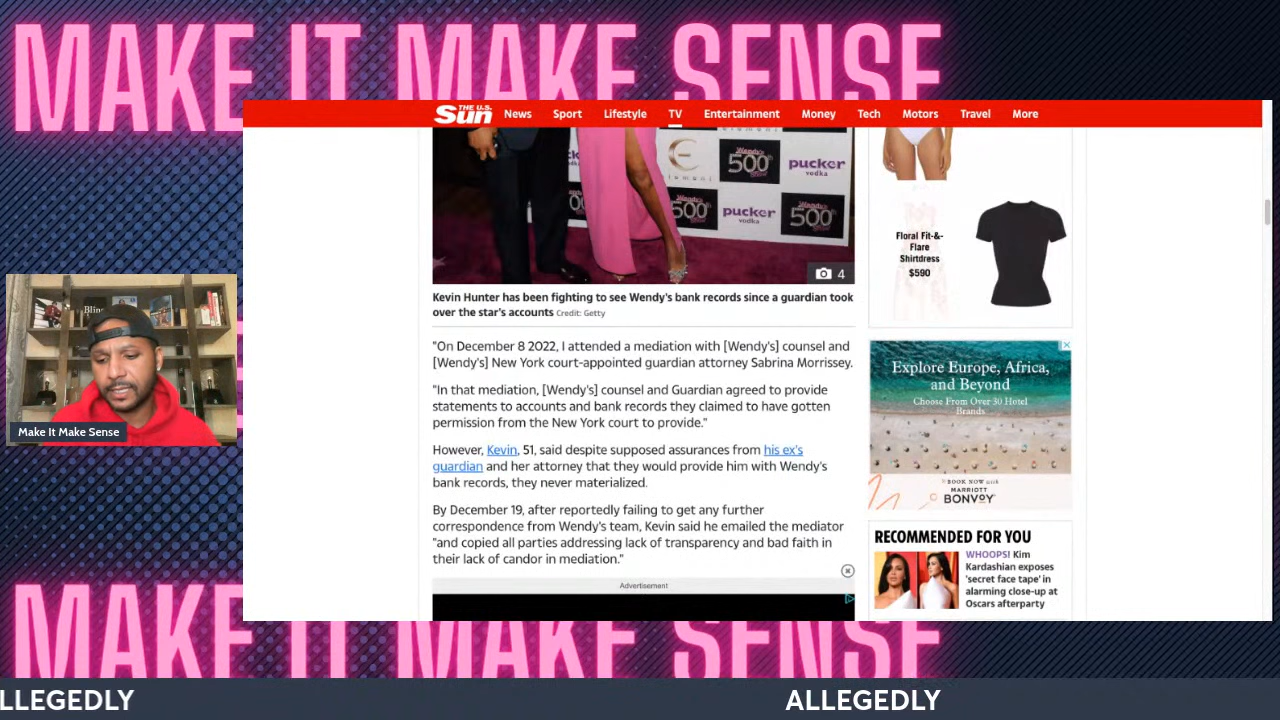 MAKE IT MAKE SENSE
THE U.S. Sun
News
Sport
Lifestyle
TV
Entertainment
Money
Tech
Motors
Travel
More
Wendy's 500th
pucker vodka
500
pucker vodka
500th
4
Kevin Hunter has been fighting to see Wendy's bank records since a guardian took
over the star's accounts Credit: Getty
"On December 8 2022, I attended a mediation with [Wendy's] counsel and
[Wendy's] New York court-appointed guardian attorney Sabrina Morrissey.
"In that mediation, [Wendy's] counsel and Guardian agreed to provide
statements to accounts and bank records they claimed to have gotten
permission from the New York court to provide."
However, Kevin, 51, said despite supposed assurances from his ex's
guardian and her attorney that they would provide him with Wendy's
bank records, they never materialized.
By December 19, after reportedly failing to get any further
correspondence from Wendy's team, Kevin said he emailed the mediator
"and copied all parties addressing lack of transparency and bad faith in
their lack of candor in mediation."
Advertisement
Floral Fit-&-
Flare
Shirtdress
$590
Explore Europe, Africa,
and Beyond
Choose From Over 30 Hotel
Brands
BOOK NOW with
MARRIOTT
BONVOY
RECOMMENDED FOR YOU
WHOOPS! Kim
Kardashian exposes
'secret face tape' in
alarming close-up at
Oscars afterparty
Make It Make Sense
MAKE IT MAKE SENSE
LLEGEDLY
ALLEGEDLY